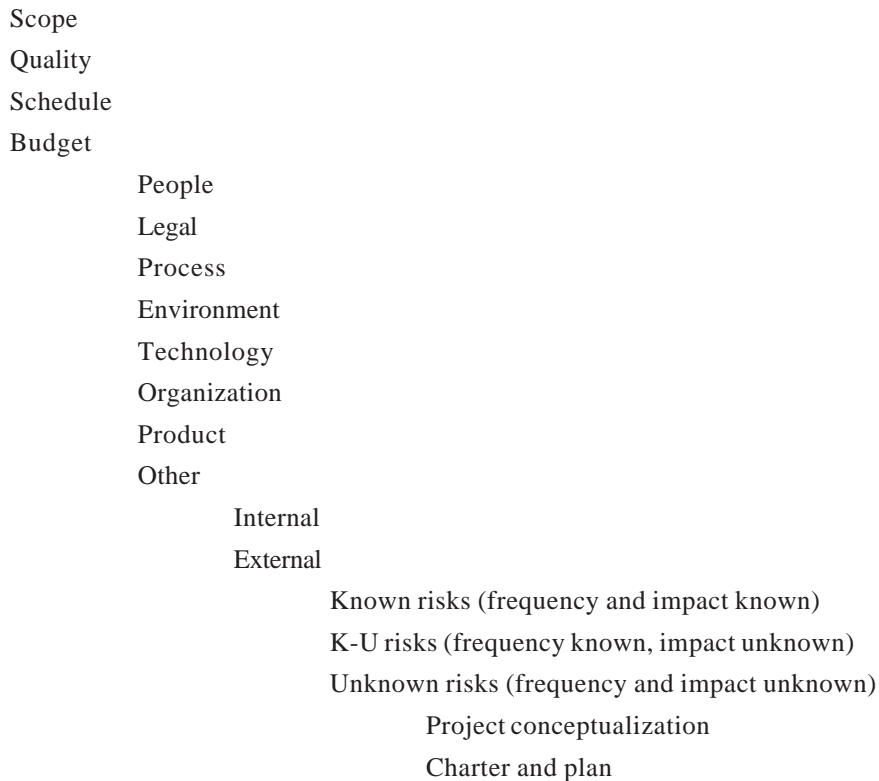 Scope
Quality
Schedule
Budget
People
Legal
Process
Environment
Technology
Organization
Product
Other
Internal
External
Known risks (frequency and impact known)
K-U risks (frequency known, impact unknown)
Unknown risks (frequency and impact unknown)
Project conceptualization
Charter and plan